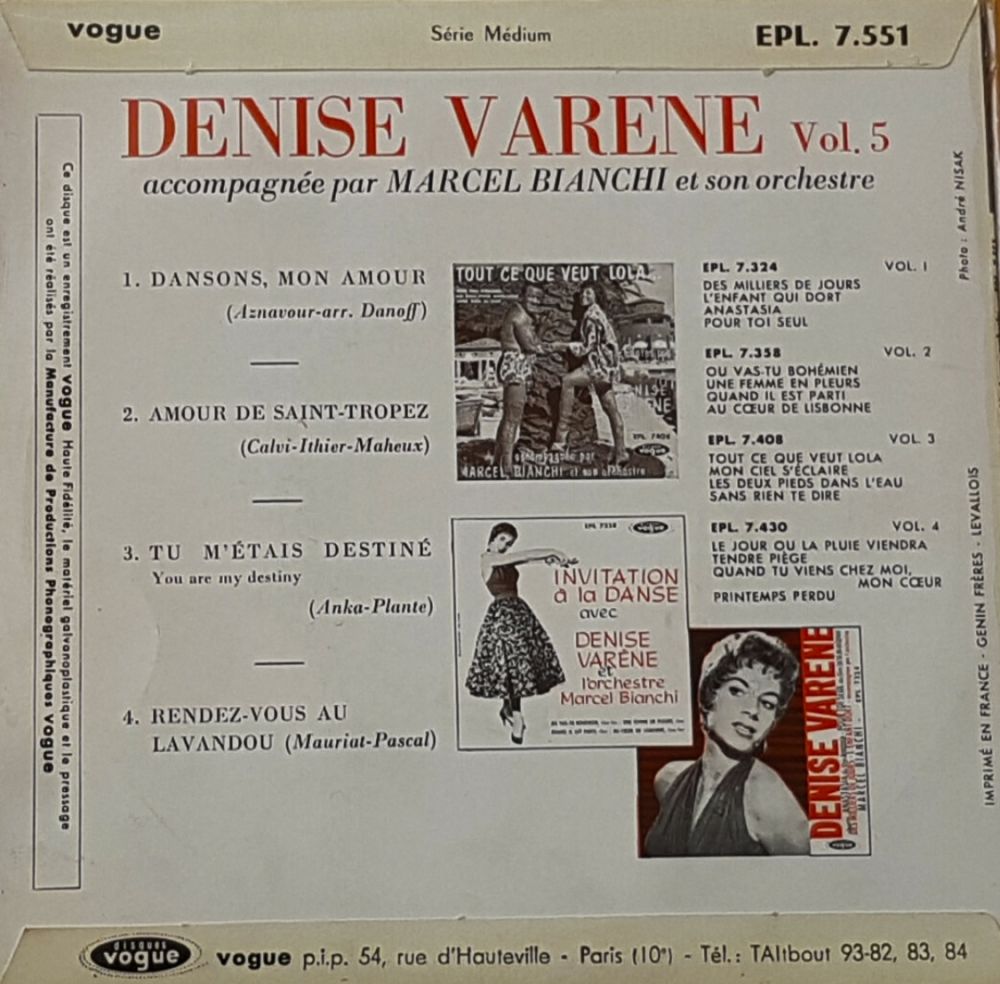 vogue
Série Médium
EPL. 7.551
DENISE VARENE Vol. 5
accompagnée par MARCEL BIANCHI et son orchestre
Ce disque est un enregistrement vogue Haute Fidélité, le matériel galvanoplastique et le pressage
ont été réalisés par la Manufacture de Productions Phonographiques vogue
1. DANSONS, MON AMOUR
(Aznavour-arr. Danoff)
2. AMOUR DE SAINT-TROPEZ
(Calvi-Ithier-Maheux)
3. TU M'ÉTAIS DESTINÉ
You are my destiny
(Anka-Plante)
4. RENDEZ-VOUS AU
LAVANDOU (Mauriat-Pascal)
TOUT CE QUE VEUT LOLA...
accompagnée par
MARCEL BIANCHI et son orchestre
vogue
INVITATION
à la DANSE
avec
DENISE
VARÈNE
et
l'orchestre
Marcel Bianchi
DENISE VARENE
MARCEL BIANCHI - EPL 7324
EPL. 7.324 VOL. 1
DES MILLIERS DE JOURS
L'ENFANT QUI DORT
ANASTASIA
POUR TOI SEUL
EPL. 7.358 VOL. 2
OU VAS-TU BOHÉMIEN
UNE FEMME EN PLEURS
QUAND IL EST PARTI
AU CŒUR DE LISBONNE
EPL. 7.408 VOL. 3
TOUT CE QUE VEUT LOLA
MON CIEL S'ÉCLAIRE
LES DEUX PIEDS DANS L'EAU
SANS RIEN TE DIRE
EPL. 7.430 VOL. 4
LE JOUR OU LA PLUIE VIENDRA
TENDRE PIÈGE
QUAND TU VIENS CHEZ MOI,
MON CŒUR
PRINTEMPS PERDU
Photo : André NISAK
IMPRIMÉ EN FRANCE - GENIN FRÈRES - LEVALLOIS
disques
vogue
vogue p.i.p. 54, rue d'Hauteville - Paris (10e) - Tél. : TAItbout 93-82, 83, 84